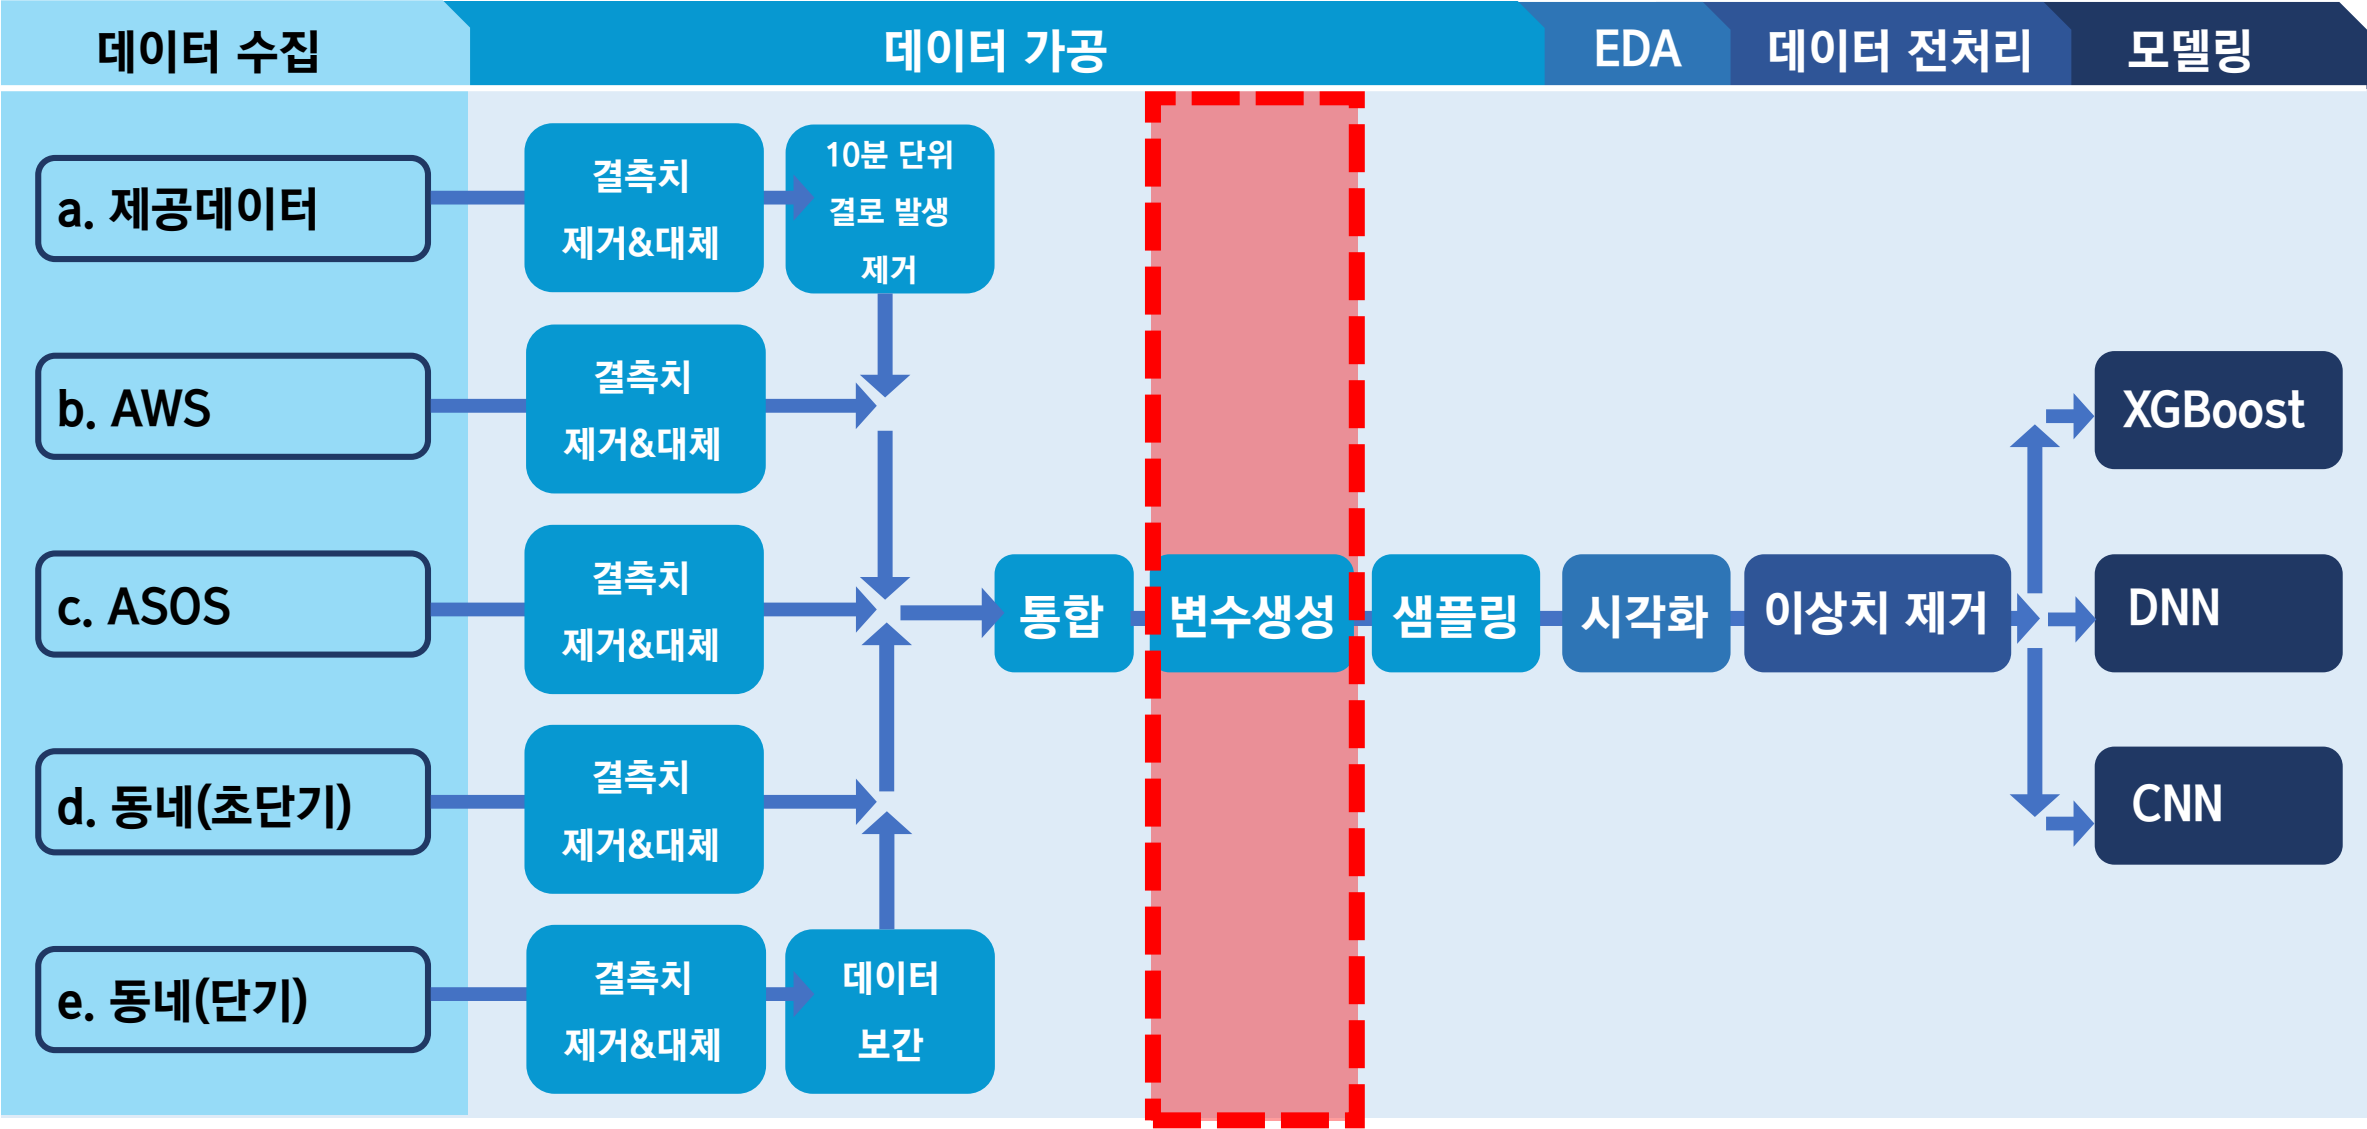 데이터 수집
데이터 가공
EDA
데이터 전처리
모델링
a. 제공데이터
결측치
제거&대체
10분 단위
결로 발생
제거
b. AWS
결측치
제거&대체
c. ASOS
결측치
제거&대체
d. 동네(초단기)
결측치
제거&대체
e. 동네(단기)
결측치
제거&대체
데이터
보간
통합
변수생성
샘플링
시각화
이상치 제거
XGBoost
DNN
CNN